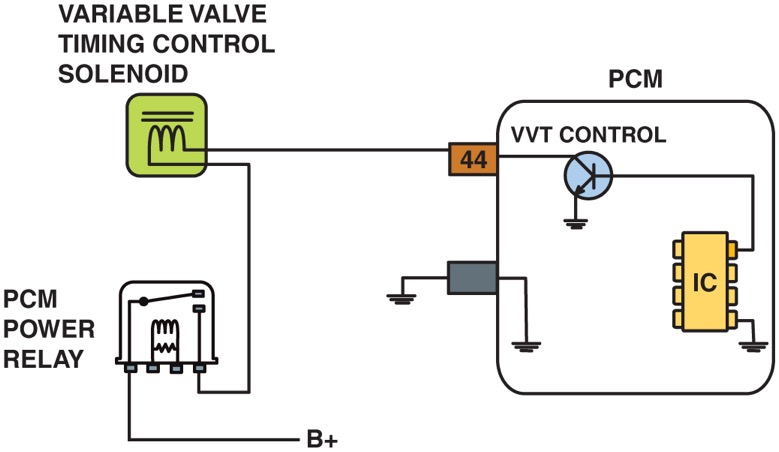 VARIABLE VALVE
TIMING CONTROL
SOLENOID
PCM
VVT CONTROL
44
IC
PCM
POWER
RELAY
B+